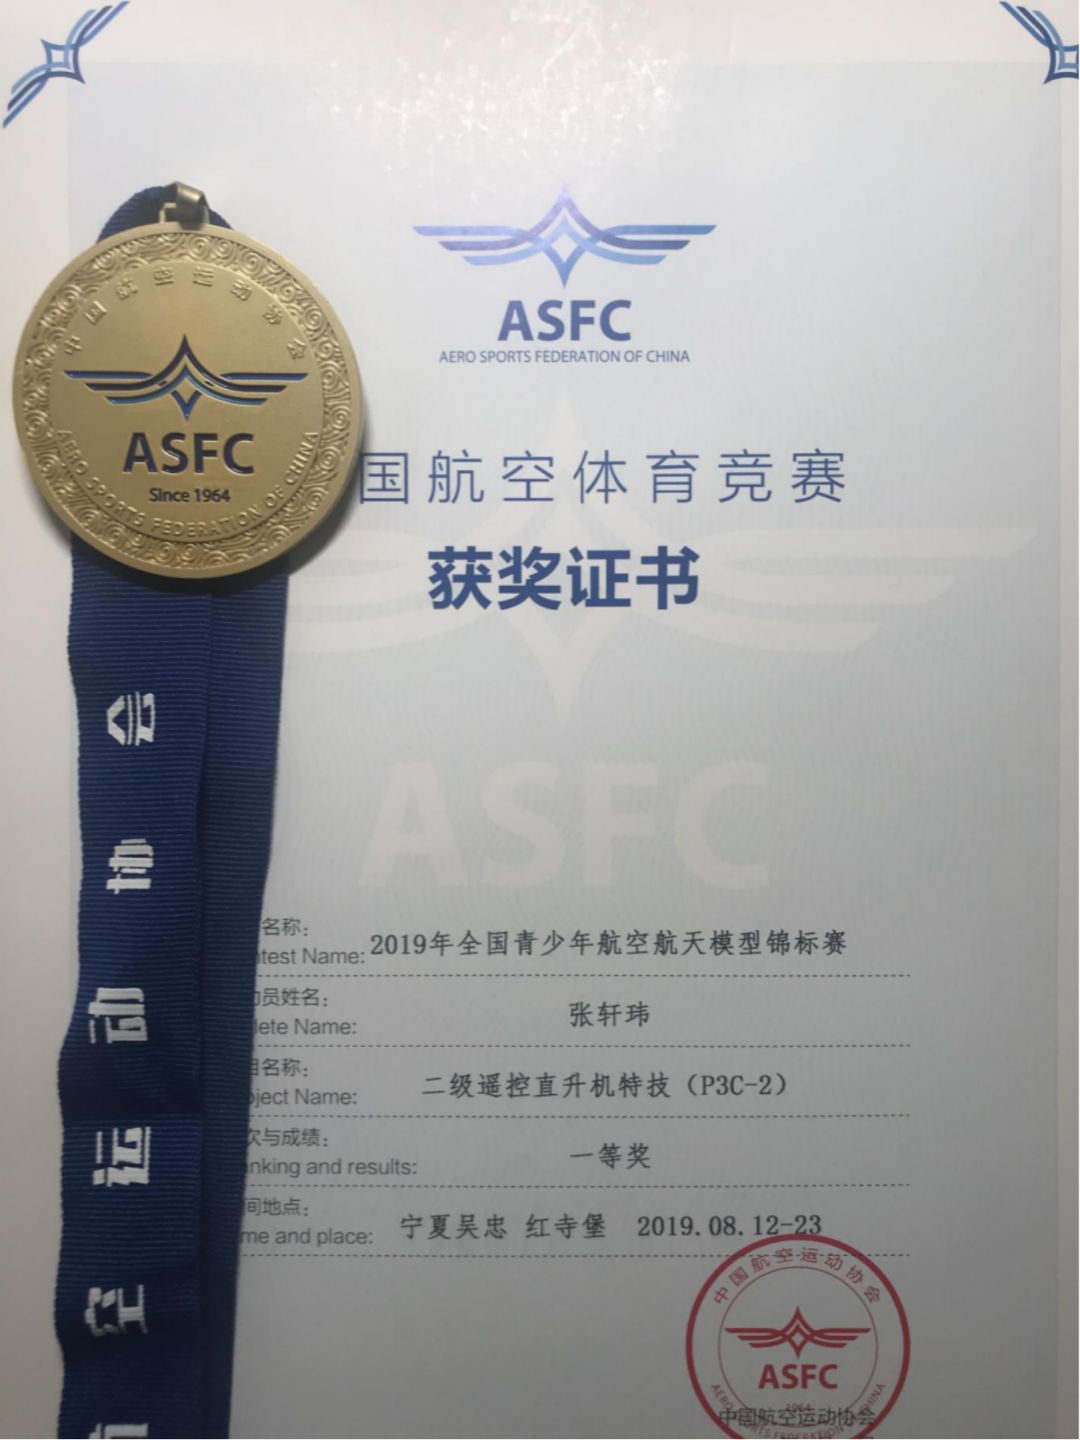 ASFC
AERO SPORTS FEDERATION OF CHINA
中国航空运动协会
ASFC
Since 1964
AERO SPORTS FEDERATION OF CHINA
国航空体育竞赛
获奖证书
ASFC
会
协
动
运
空
名称：
ntest Name: 2019年全国青少年航空航天模型锦标赛
员姓名：
lete Name: 张轩玮
名称：
ject Name: 二级遥控直升机特技（P3C-2）
次与成绩：
nking and results: 一等奖
间地点：
me and place: 宁夏吴忠 红寺堡 2019.08.12-23
中国航空运动协会
ASFC
1964
中国航空运动协会
AERO SPORTS FEDERATION OF CHINA